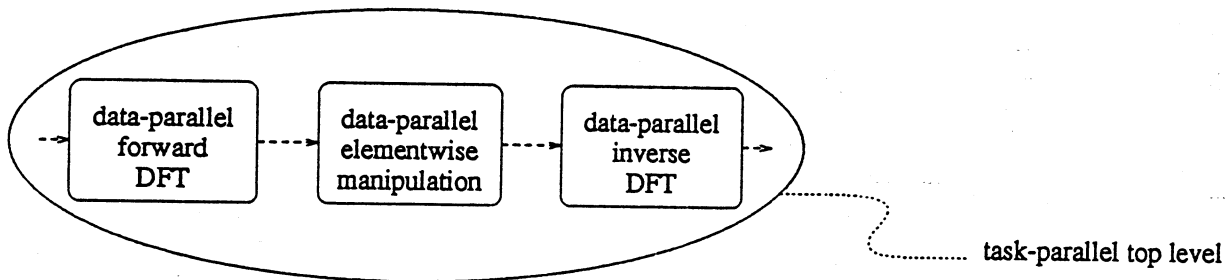 data-parallel
forward
DFT
data-parallel
elementwise
manipulation
data-parallel
inverse
DFT
task-parallel top level